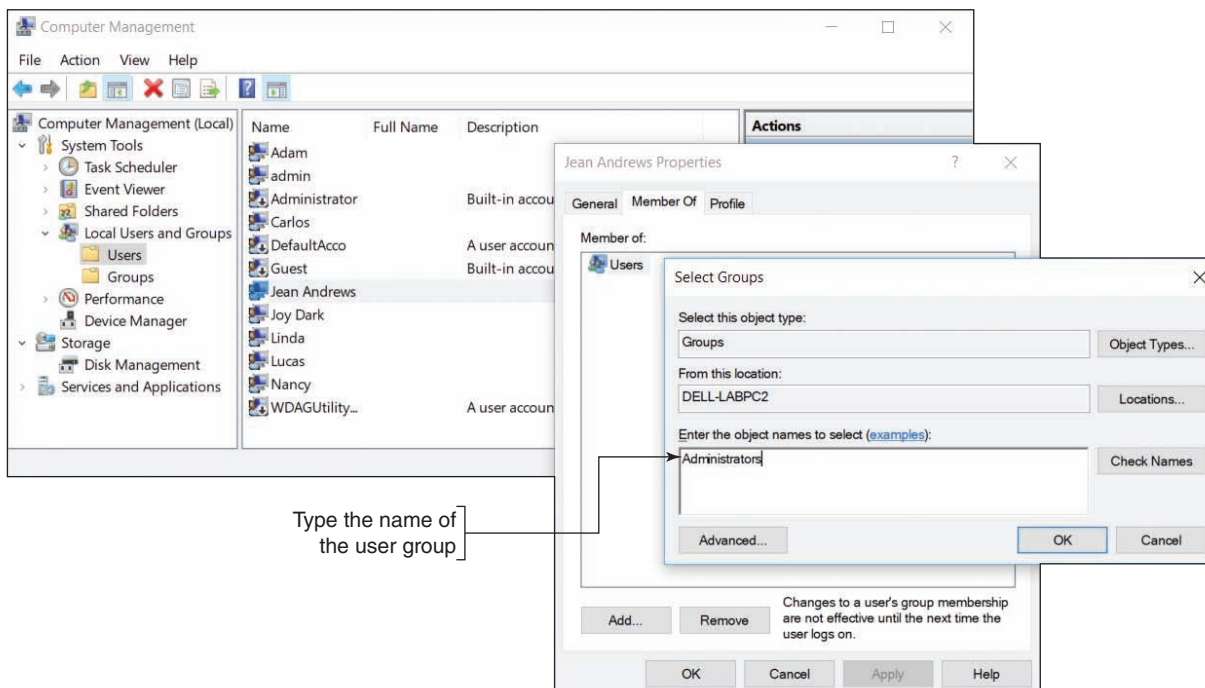 Computer Management
File Action View Help
Computer Management (Local)
System Tools
Task Scheduler
Event Viewer
Shared Folders
Local Users and Groups
Users
Groups
Performance
Device Manager
Storage
Disk Management
Services and Applications
Name Full Name Description
Adam
admin
Administrator Built-in accou
Carlos
DefaultAcco A user accoun
Guest Built-in accou
Jean Andrews
Joy Dark
Linda
Lucas
Nancy
WDAGUtility... A user accoun
Actions
Jean Andrews Properties ?
General Member Of Profile
Member of:
Users
Select Groups
Select this object type:
Groups
Object Types...
From this location:
DELL-LABPC2
Locations...
Enter the object names to select (examples):
Administrators
Check Names
Advanced...
OK Cancel
Type the name of
the user group
Add... Remove
Changes to a user's group membership
are not effective until the next time the
user logs on.
OK Cancel Apply Help